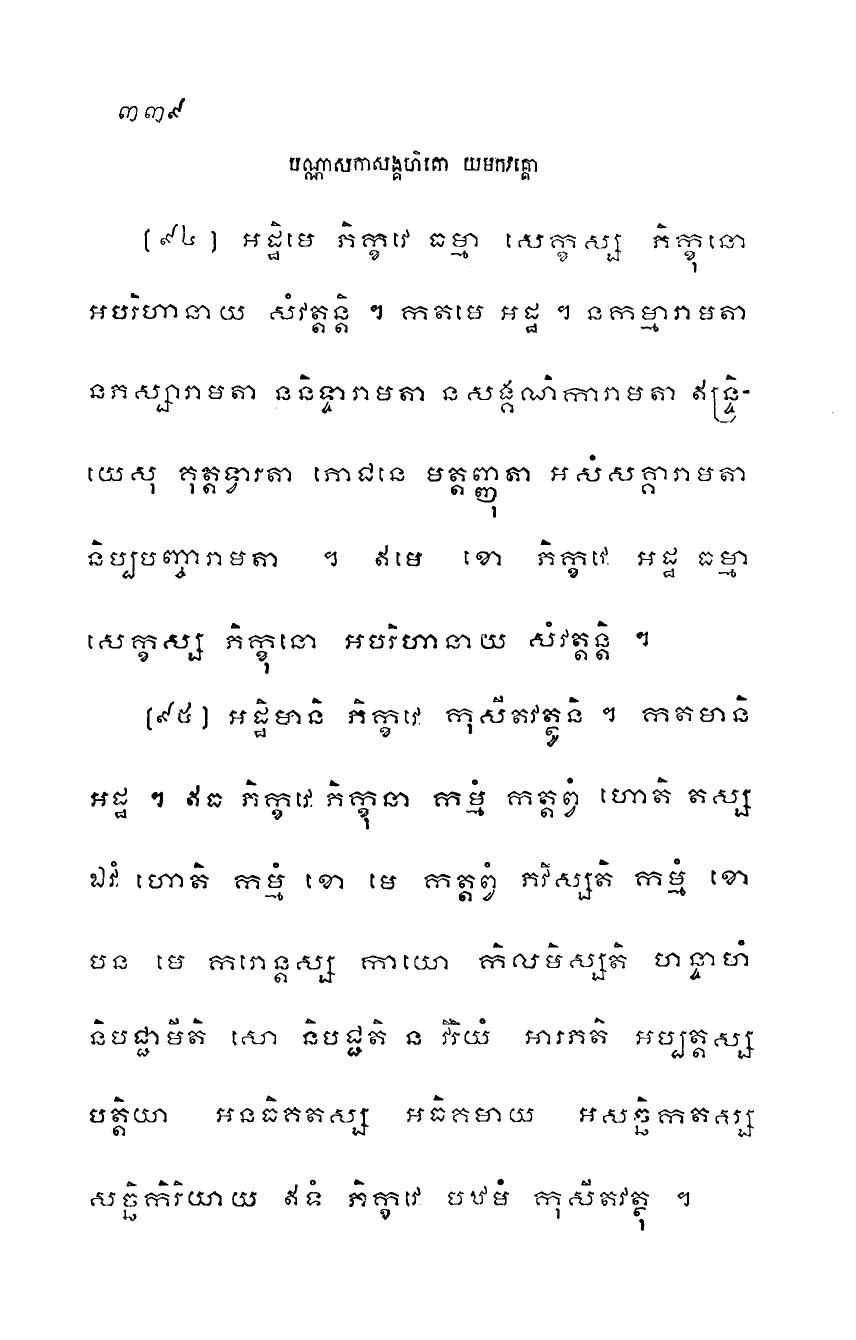 ៣៣៩
បណ្ណាសកាសង្គហិតោ យមកវគ្គោ
(៩៤) អដ្ឋិមេ ភិក្ខវេ ធម្មា សេក្ខស្ស ភិក្ខុនោ
អបរិហានាយ សំវត្តន្តិ ។ កតមេ អដ្ឋ ។ នកម្មារាមតា
នភស្សារាមតា ននិទ្ទារាមតា នសង្គណិការាមតា ឥន្ទ្រិ-
យេសុ គុត្តទ្វារតា ភោជនេ មត្តញ្ញុតា អសំសគ្គារាមតា
និប្បបញ្ចារាមតា ។ ឥមេ ខោ ភិក្ខវេ អដ្ឋ ធម្មា
សេក្ខស្ស ភិក្ខុនោ អបរិហានាយ សំវត្តន្តិ ។
(៩៥) អដ្ឋិមានិ ភិក្ខវេ កុសីតវត្ថូនិ ។ កតមានិ
អដ្ឋ ។ ឥធ ភិក្ខវេ ភិក្ខុនា កម្មំ កត្តព្វំ ហោតិ តស្ស
ឯវំ ហោតិ កម្មំ ខោ មេ កត្តព្វំ ភវិស្សតិ កម្មំ ខោ
បន មេ ករោន្តស្ស កាយោ កិលមិស្សតិ ហន្ទាហំ
និបជ្ជាមីតិ សោ និបជ្ជតិ ន វិរិយំ អារភតិ អប្បត្តស្ស
បត្តិយា អនធិគតស្ស អធិគមាយ អសច្ឆិកតស្ស
សច្ឆិកិរិយាយ ឥទំ ភិក្ខវេ បឋមំ កុសីតវត្ថុ ។